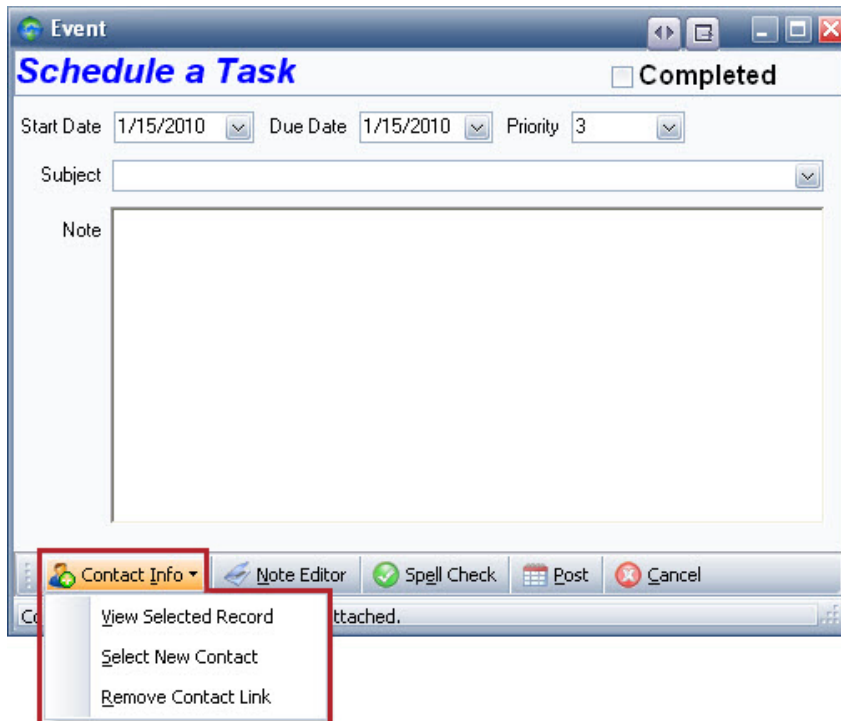 Event
Schedule a Task
Completed
Start Date 1/15/2010 Due Date 1/15/2010 Priority 3
Subject
Note
Contact Info Note Editor Spell Check Post Cancel
View Selected Record
Select New Contact
Remove Contact Link